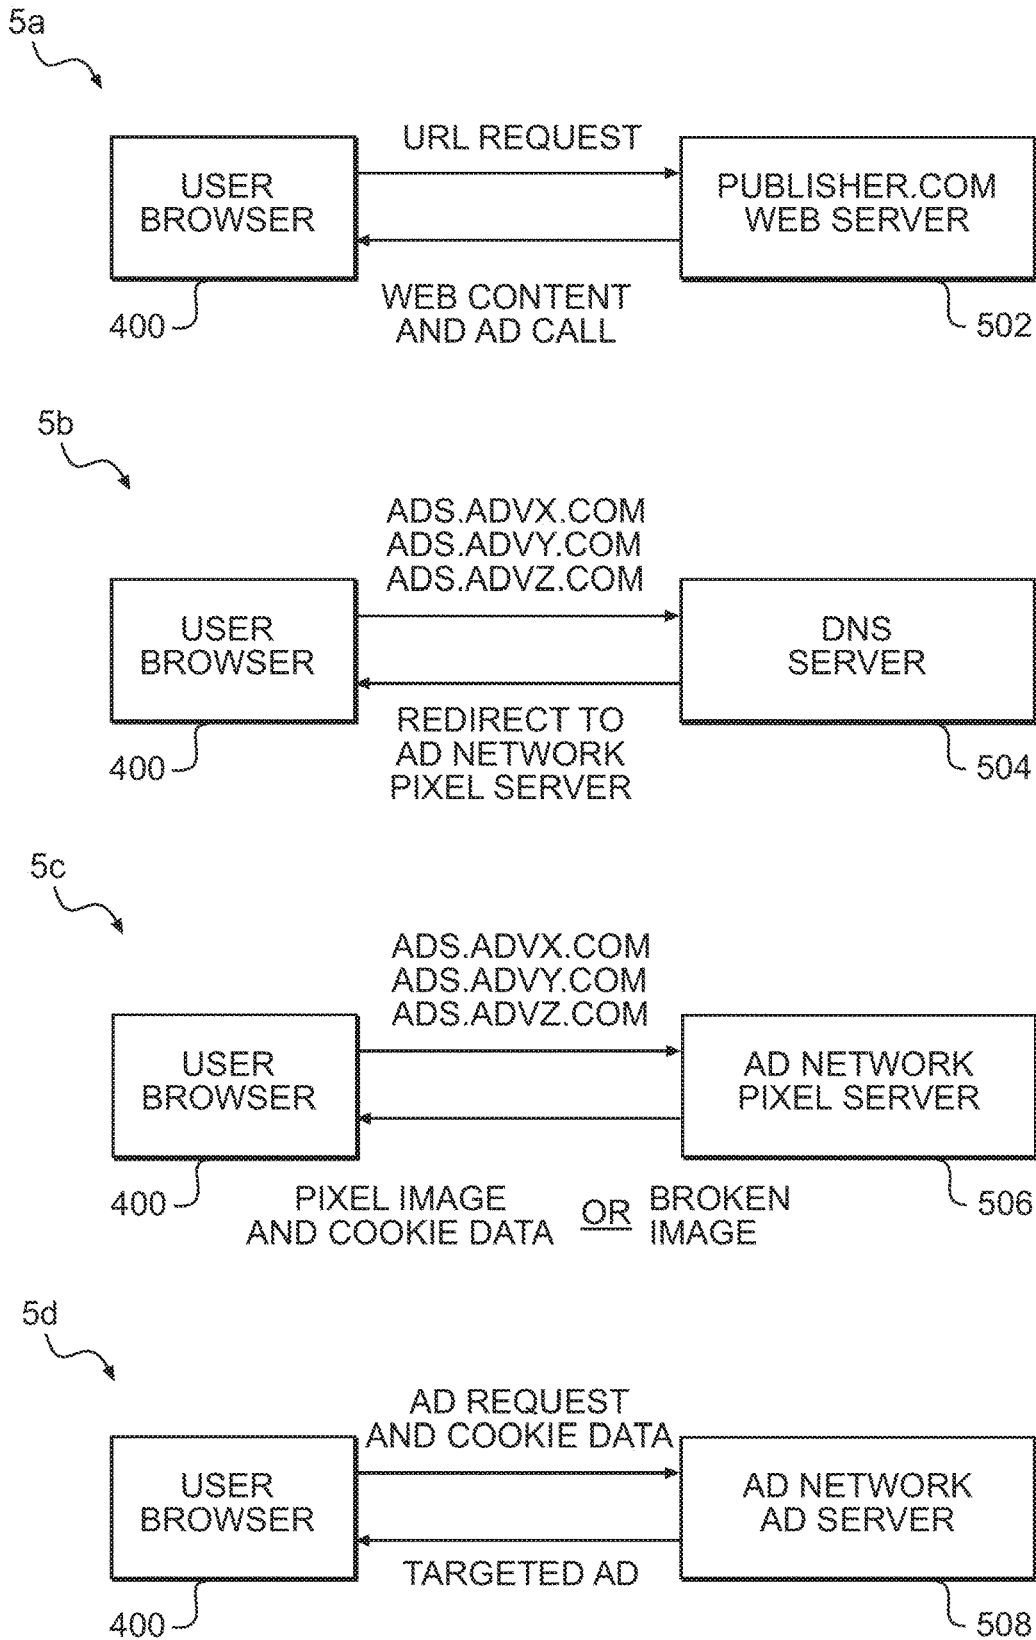 5a
URL REQUEST
USER
BROWSER
PUBLISHER.COM
WEB SERVER
WEB CONTENT
AND AD CALL
400
502
5b
ADS.ADVX.COM
ADS.ADVY.COM
ADS.ADVZ.COM
USER
BROWSER
DNS
SERVER
REDIRECT TO
AD NETWORK
PIXEL SERVER
400
504
5c
ADS.ADVX.COM
ADS.ADVY.COM
ADS.ADVZ.COM
USER
BROWSER
AD NETWORK
PIXEL SERVER
400
506
PIXEL IMAGE
AND COOKIE DATA
OR
BROKEN
IMAGE
5d
AD REQUEST
AND COOKIE DATA
USER
BROWSER
AD NETWORK
AD SERVER
TARGETED AD
400
508